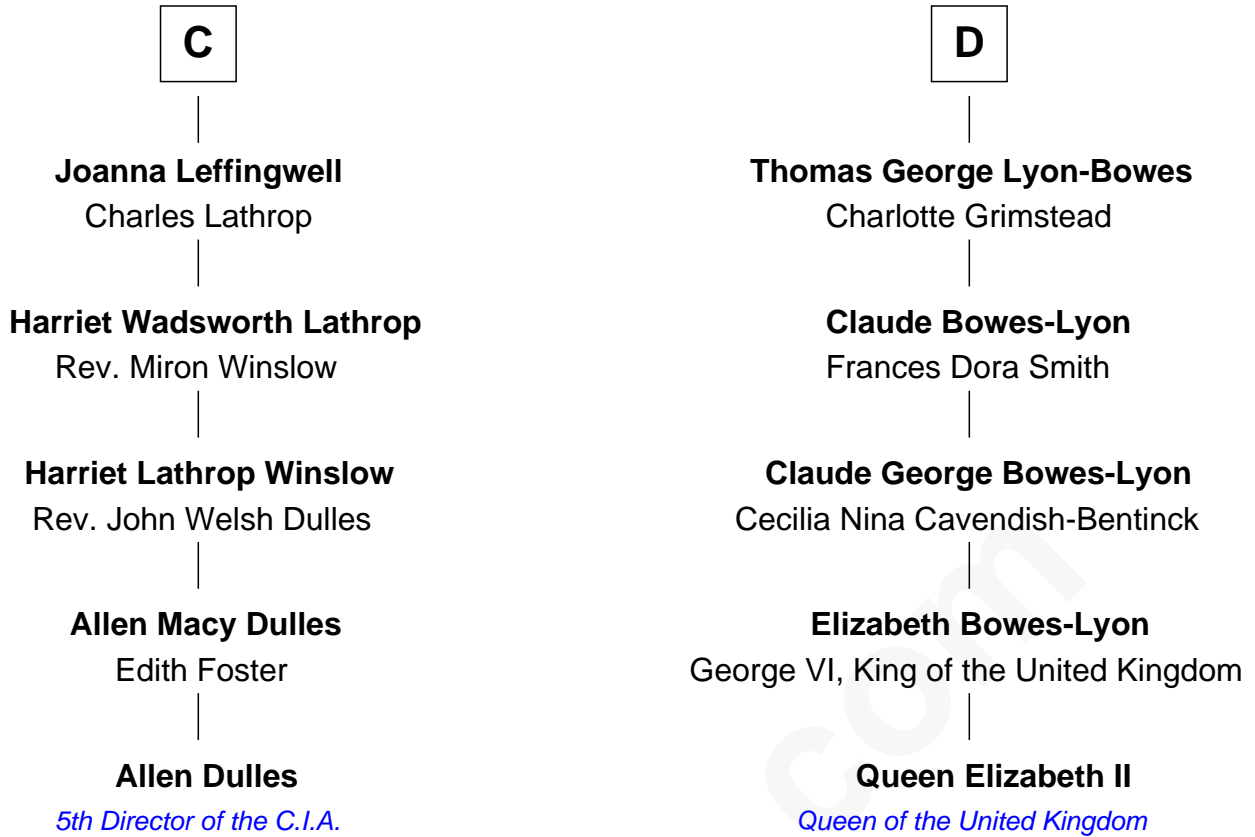 C
Joanna Leffingwell
Charles Lathrop
Harriet Wadsworth Lathrop
Rev. Miron Winslow
Harriet Lathrop Winslow
Rev. John Welsh Dulles
Allen Macy Dulles
Edith Foster
Allen Dulles
5th Director of the C.I.A.
D
Thomas George Lyon-Bowes
Charlotte Grimstead
Claude Bowes-Lyon
Frances Dora Smith
Claude George Bowes-Lyon
Cecilia Nina Cavendish-Bentinck
Elizabeth Bowes-Lyon
George VI, King of the United Kingdom
Queen Elizabeth II
Queen of the United Kingdom
com